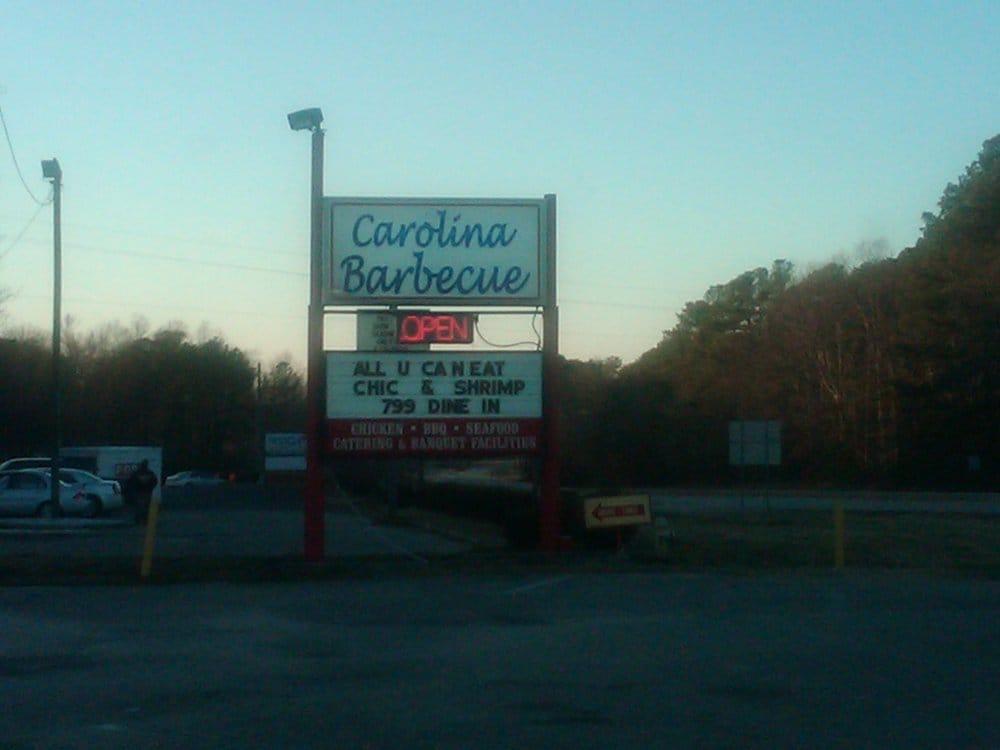 Carolina
Barbecue
OPEN
ALL U CAN EAT
CHIC & SHRIMP
799 DINE IN
CHICKEN • BBQ • SEAFOOD
CATERING & BANQUET FACILITIES